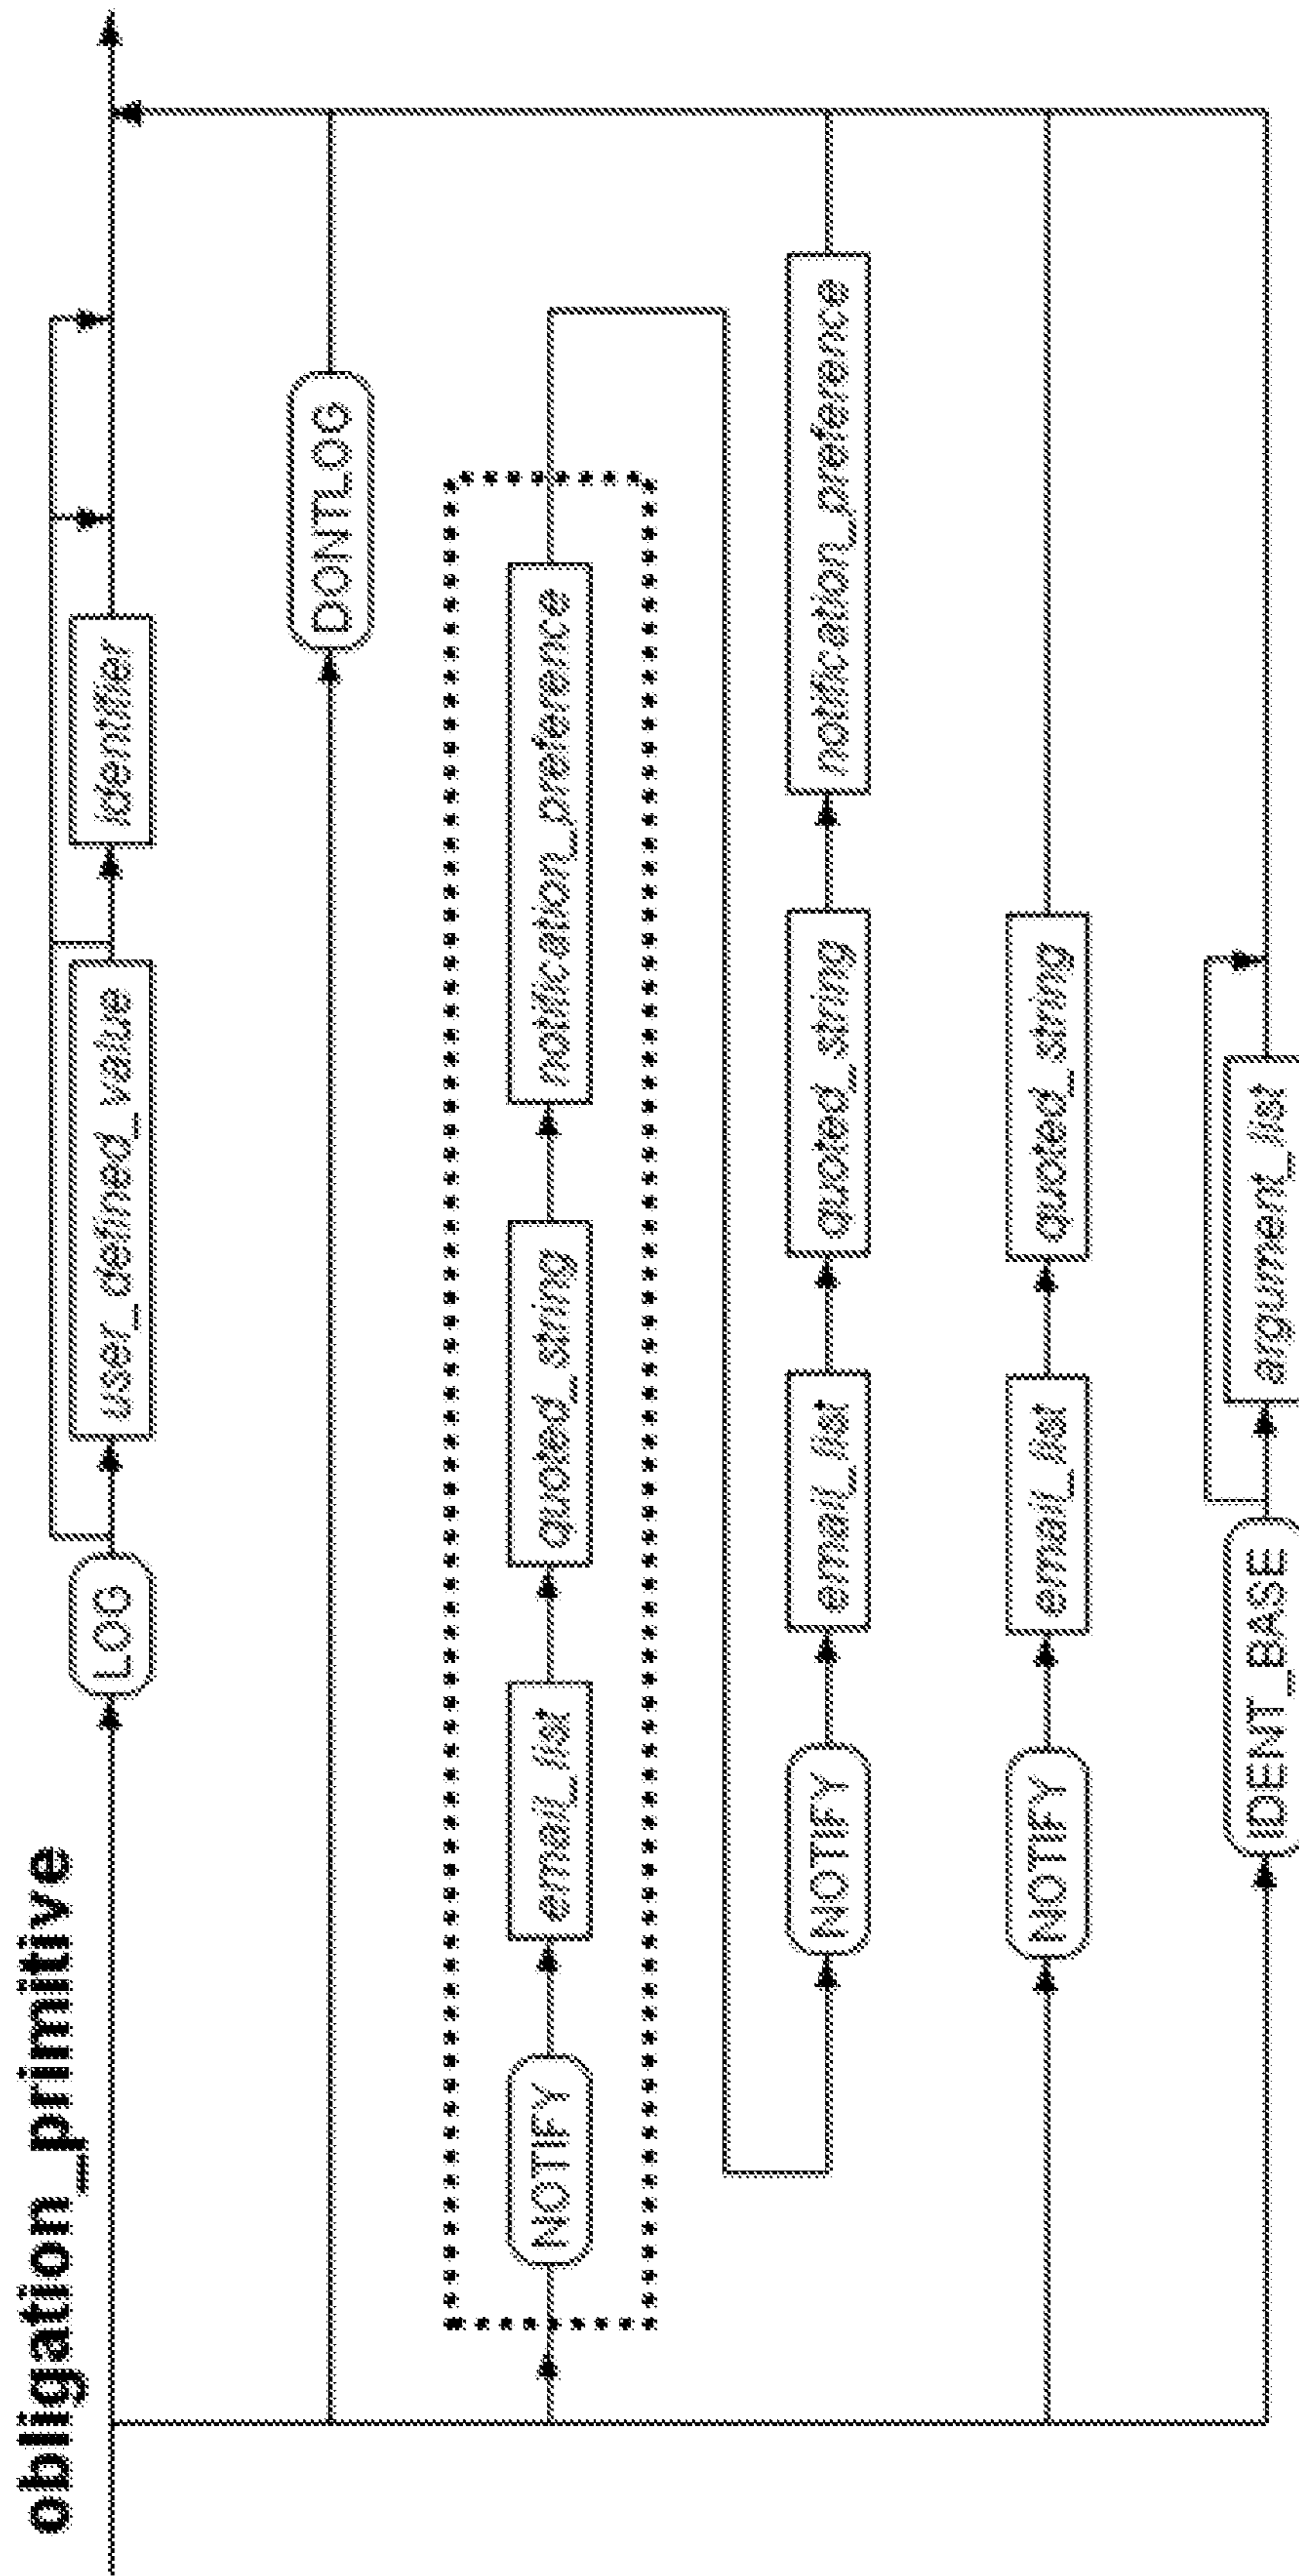 obligation_primitive
LOG
user_defined_value
identifier
DONTLOG
NOTIFY
email_list
quoted_string
notification_preference
NOTIFY
email_list
quoted_string
notification_preference
NOTIFY
email_list
quoted_string
IDENT_BASE
argument_list